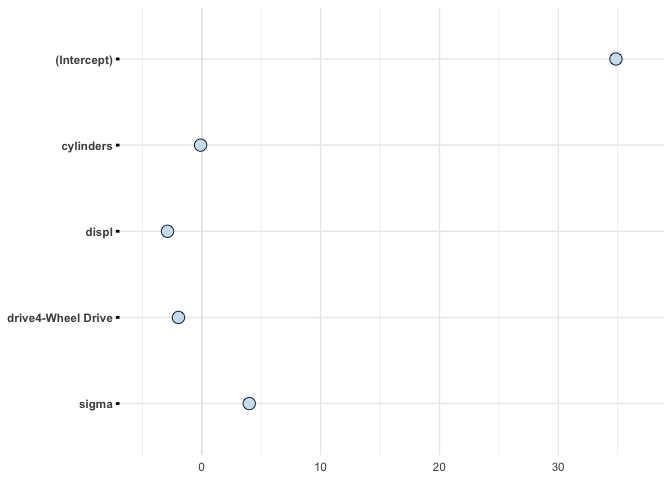 (Intercept)
cylinders
displ
drive4-Wheel Drive
sigma
0 10 20 30